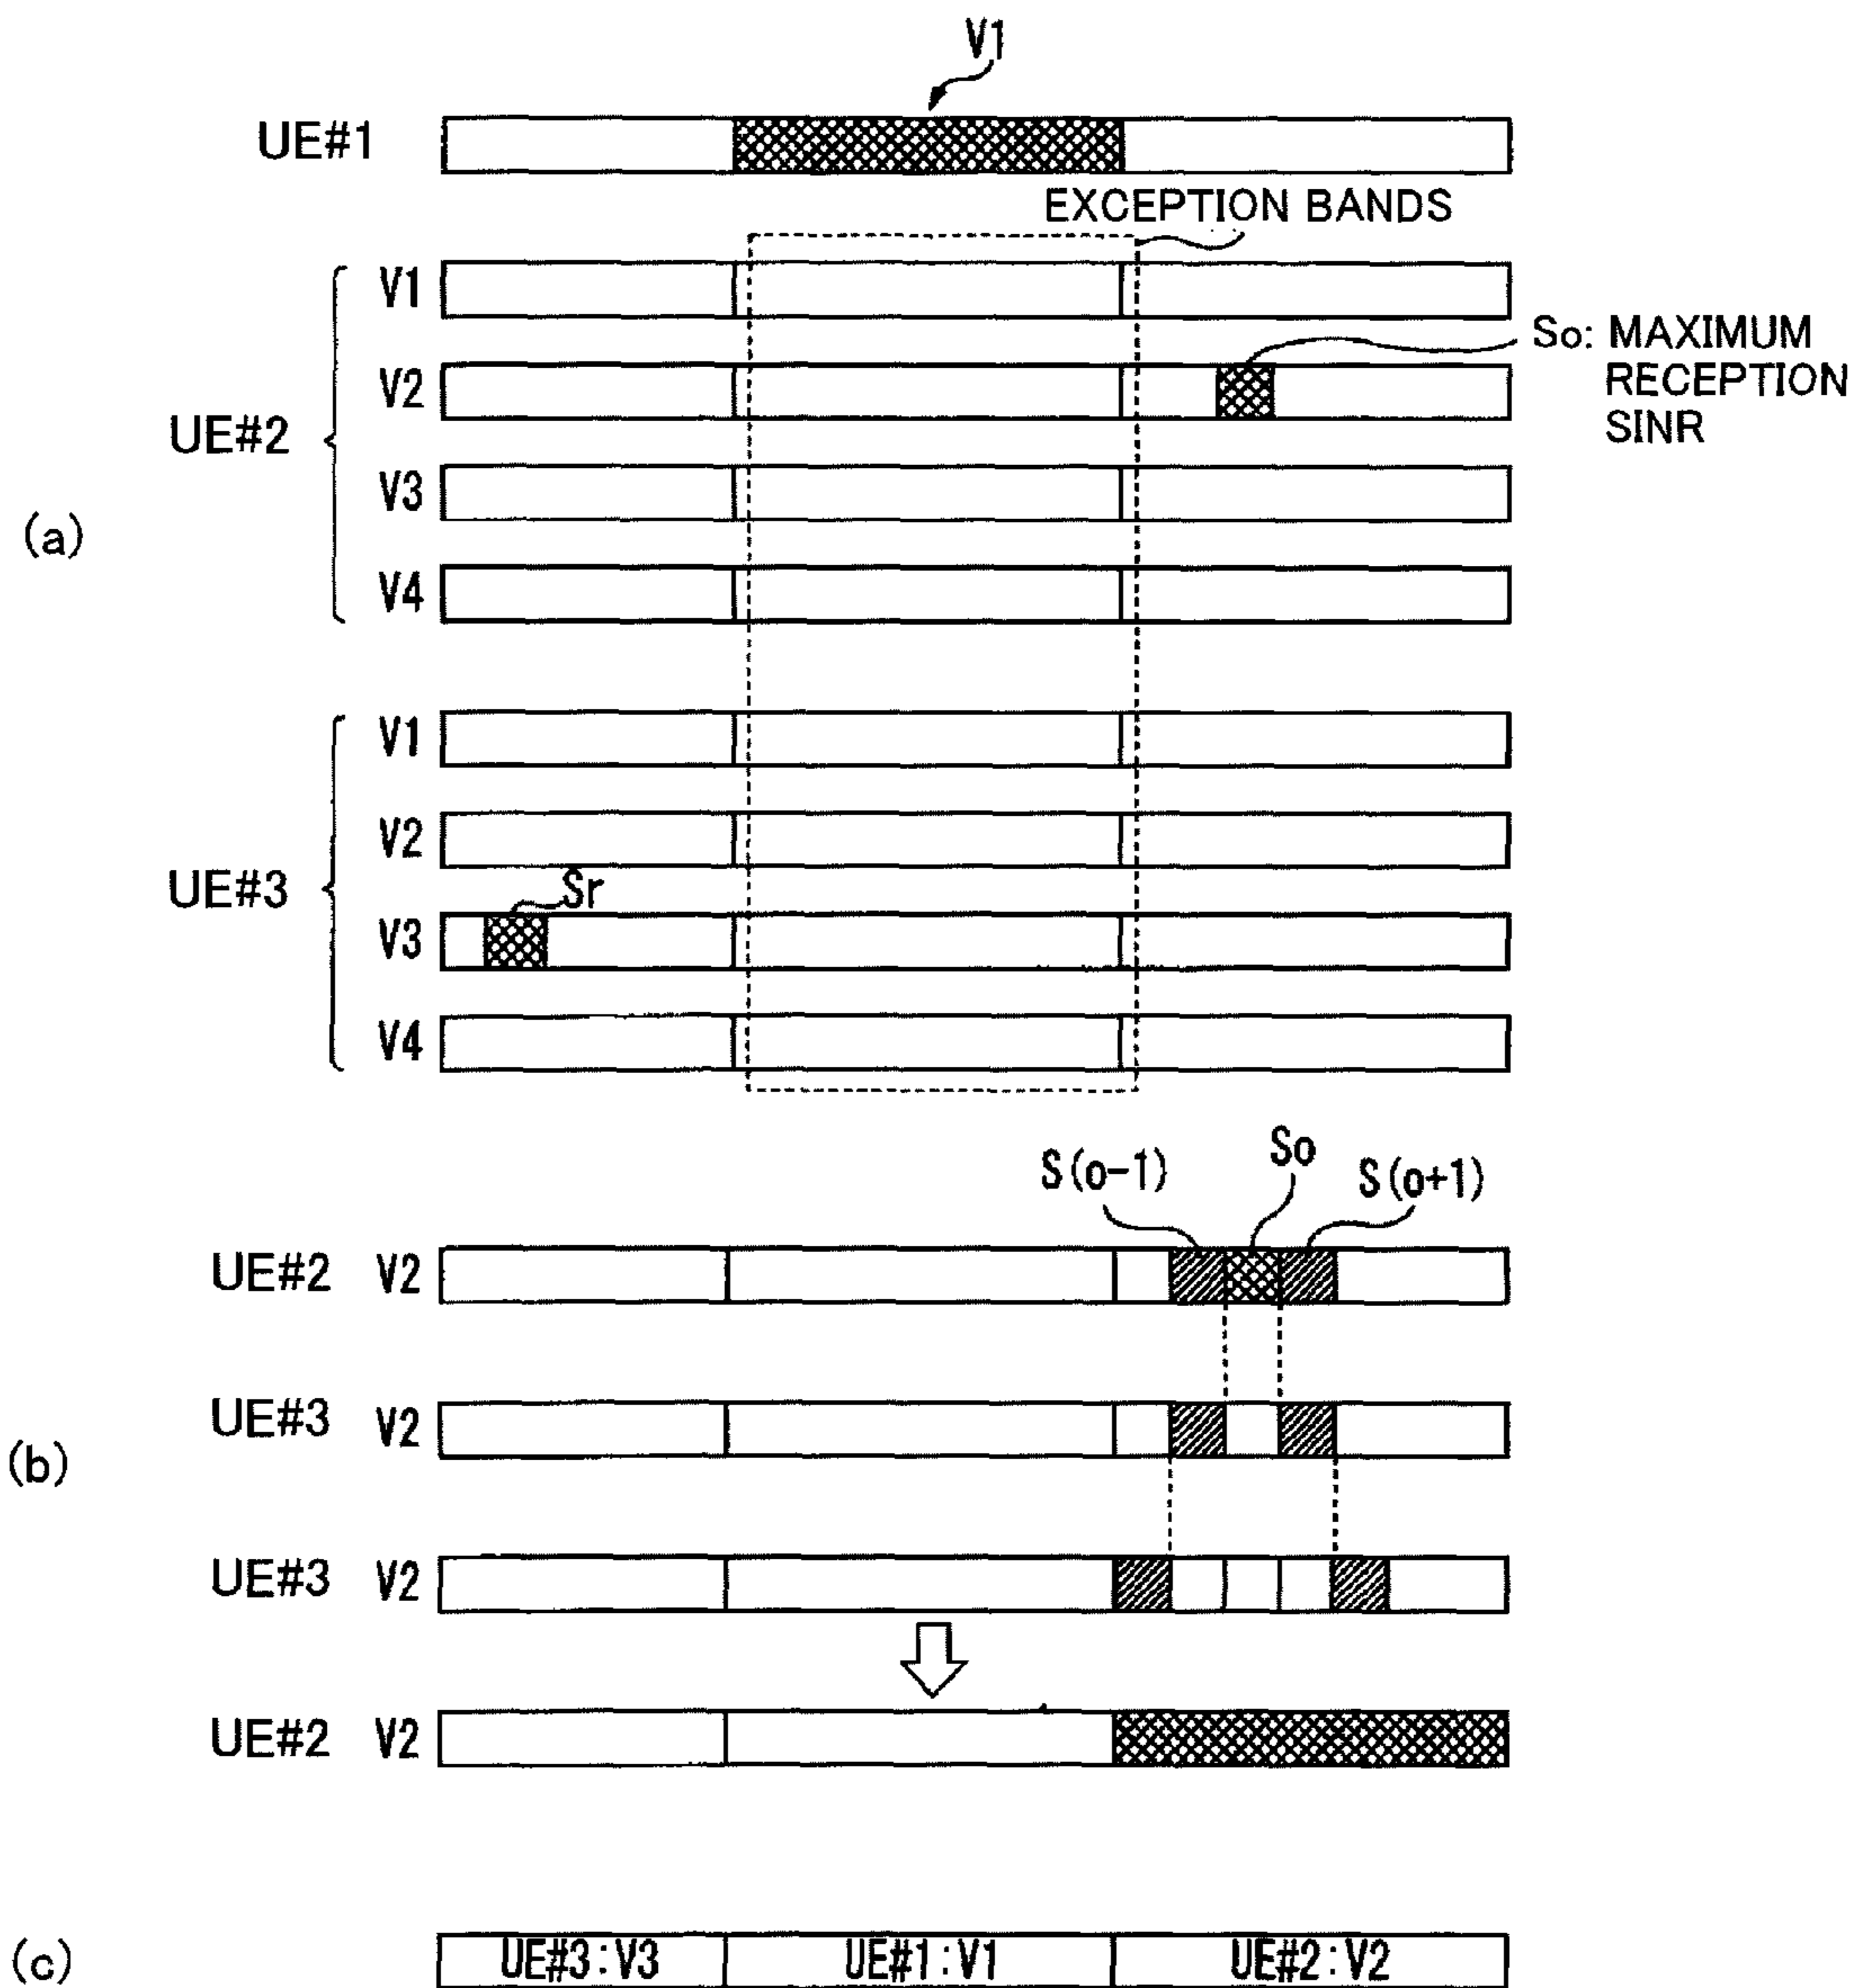 V1
UE#1
EXCEPTION BANDS
V1
So: MAXIMUM
RECEPTION
SINR
V2
UE#2
V3
(a)
V4
V1
V2
UE#3
Sr
V3
V4
S(o-1)
So
S(o+1)
UE#2 V2
UE#3 V2
(b)
UE#3 V2
UE#2 V2
(c)
UE#3:V3 UE#1:V1 UE#2:V2